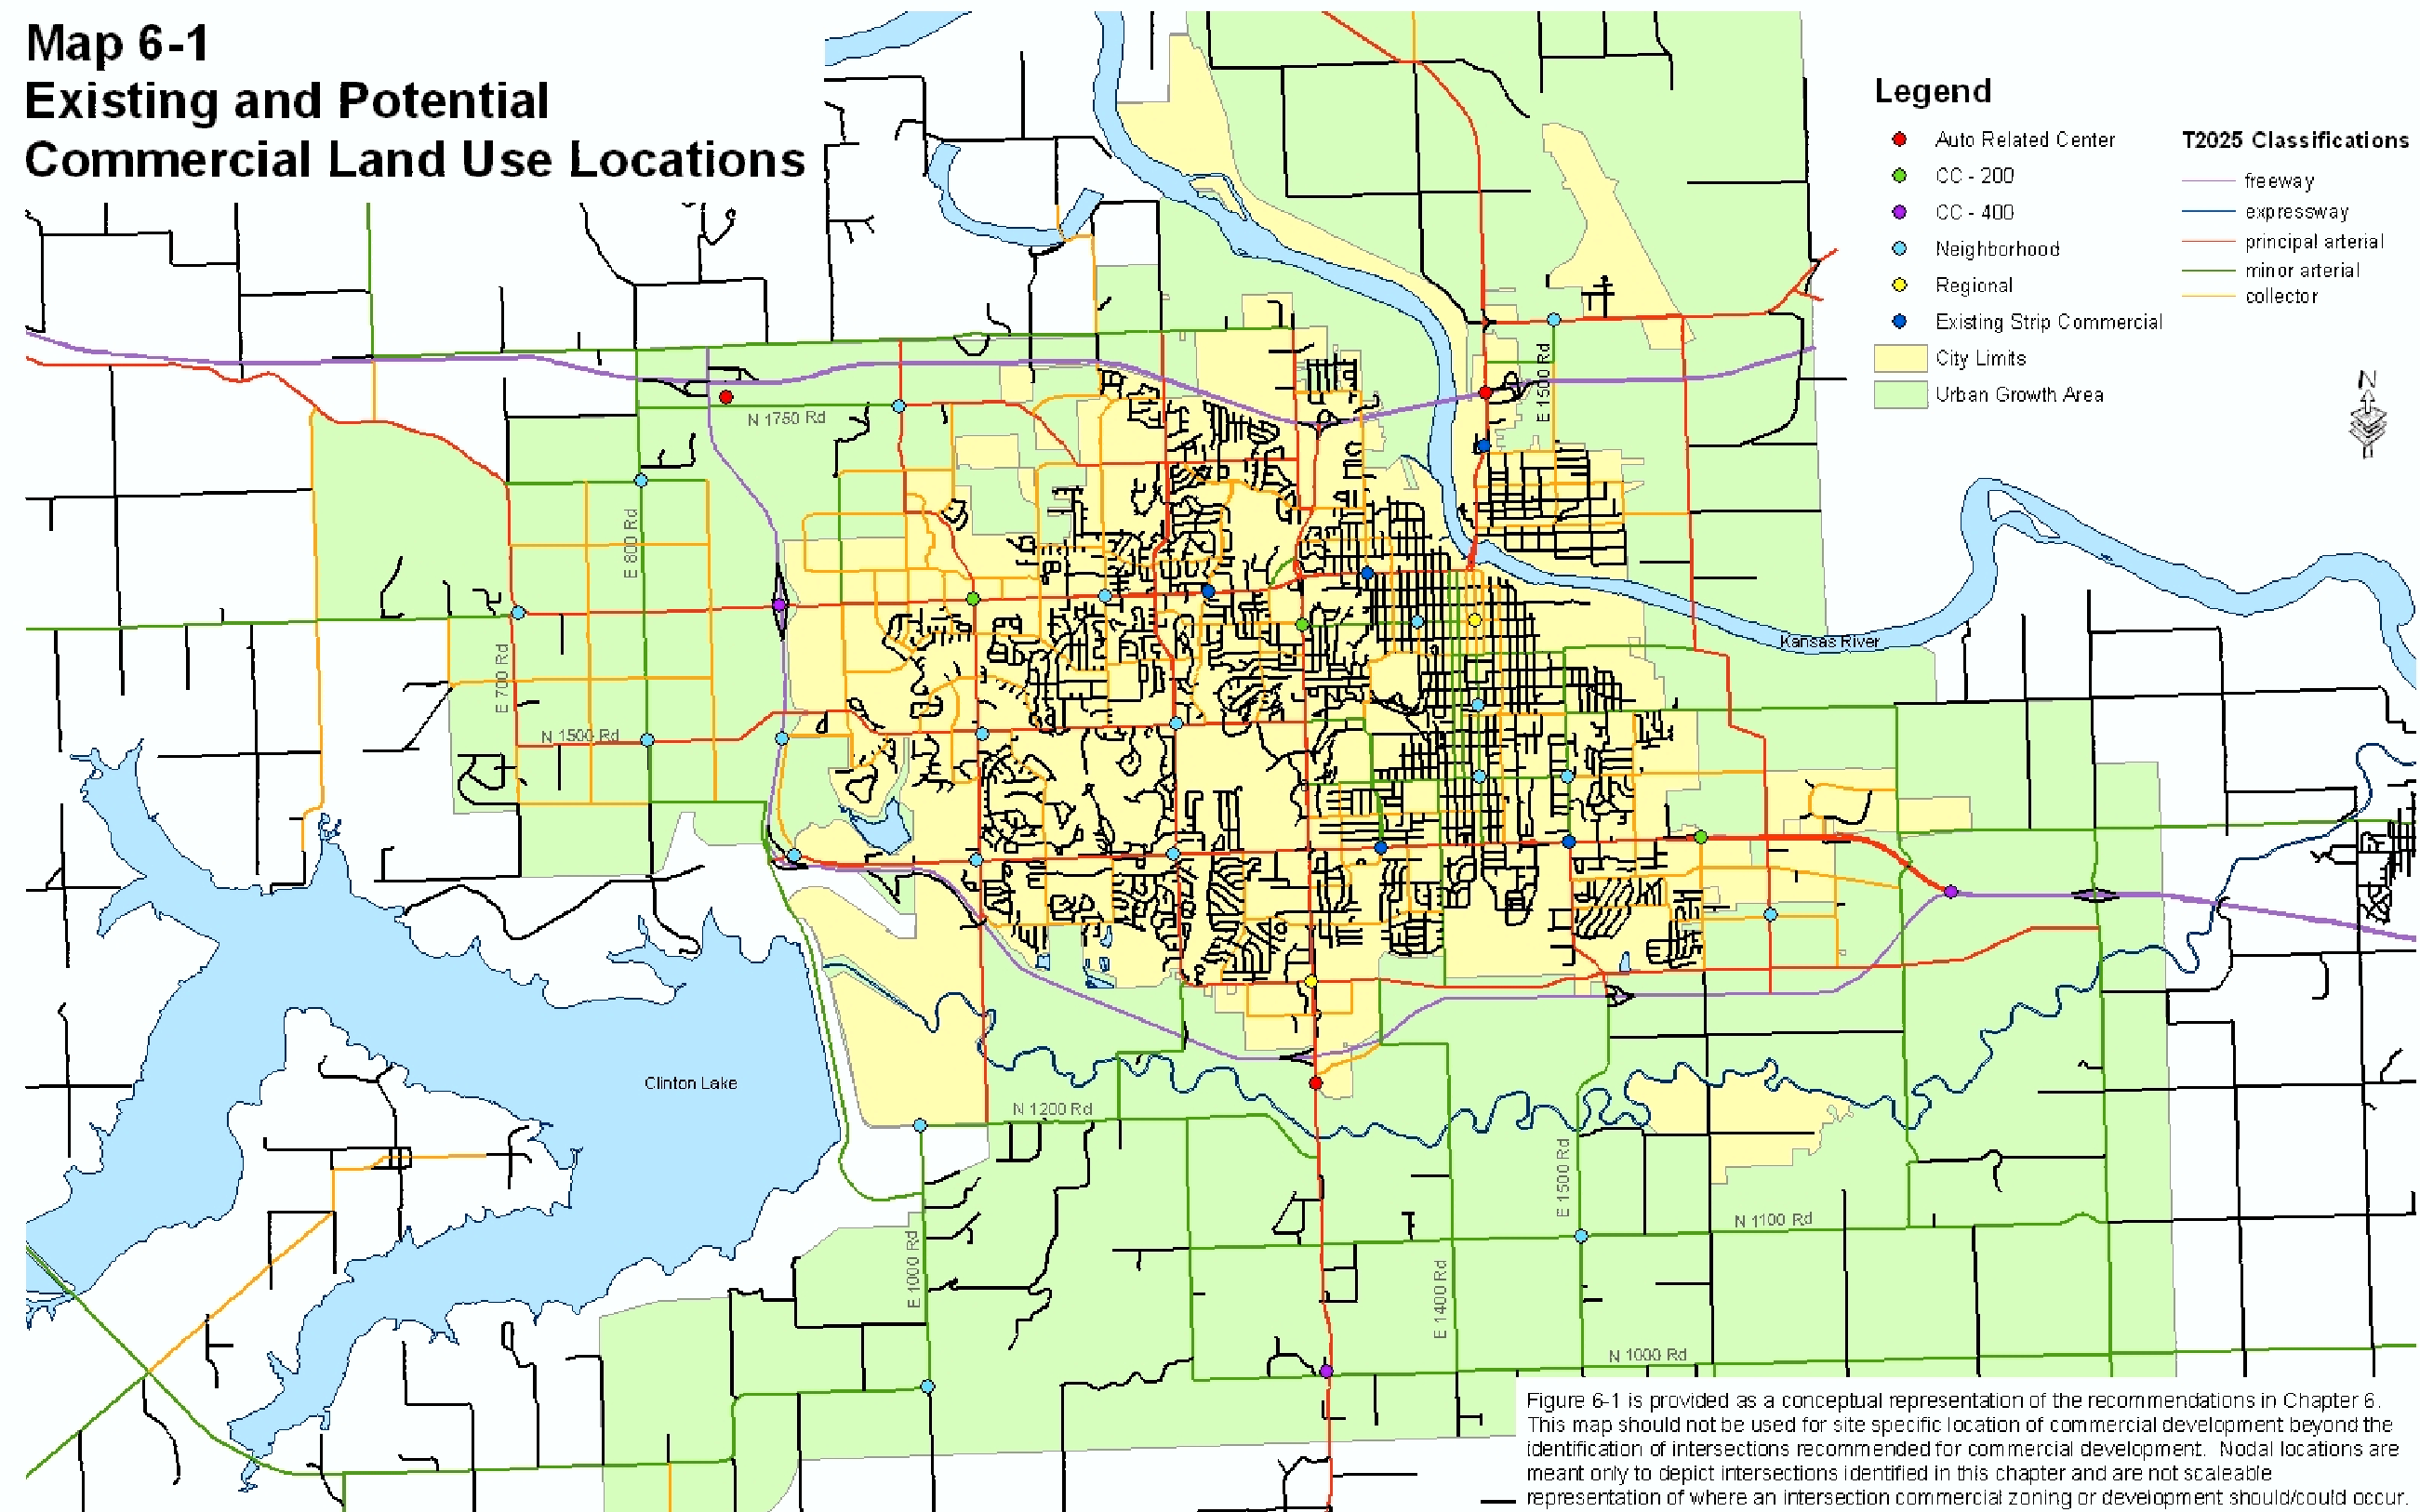 Map 6-1
Existing and Potential
Commercial Land Use Locations
Legend
Auto Related Center
CC - 200
CC - 400
Neighborhood
Regional
Existing Strip Commercial
City Limits
Urban Growth Area
T2025 Classifications
freeway
expressway
principal arterial
minor arterial
collector
N
E 1500 Rd
N 1750 Rd
E 800 Rd
Kansas River
E 700 Rd
N 1500 Rd
Clinton Lake
N 1200 Rd
E 1500 Rd
N 1100 Rd
E 1000 Rd
E 1400 Rd
N 1000 Rd
Figure 6-1 is provided as a conceptual representation of the recommendations in Chapter 6.
This map should not be used for site specific location of commercial development beyond the
identification of intersections recommended for commercial development. Nodal locations are
meant only to depict intersections identified in this chapter and are not scaleable
representation of where an intersection commercial zoning or development should/could occur.